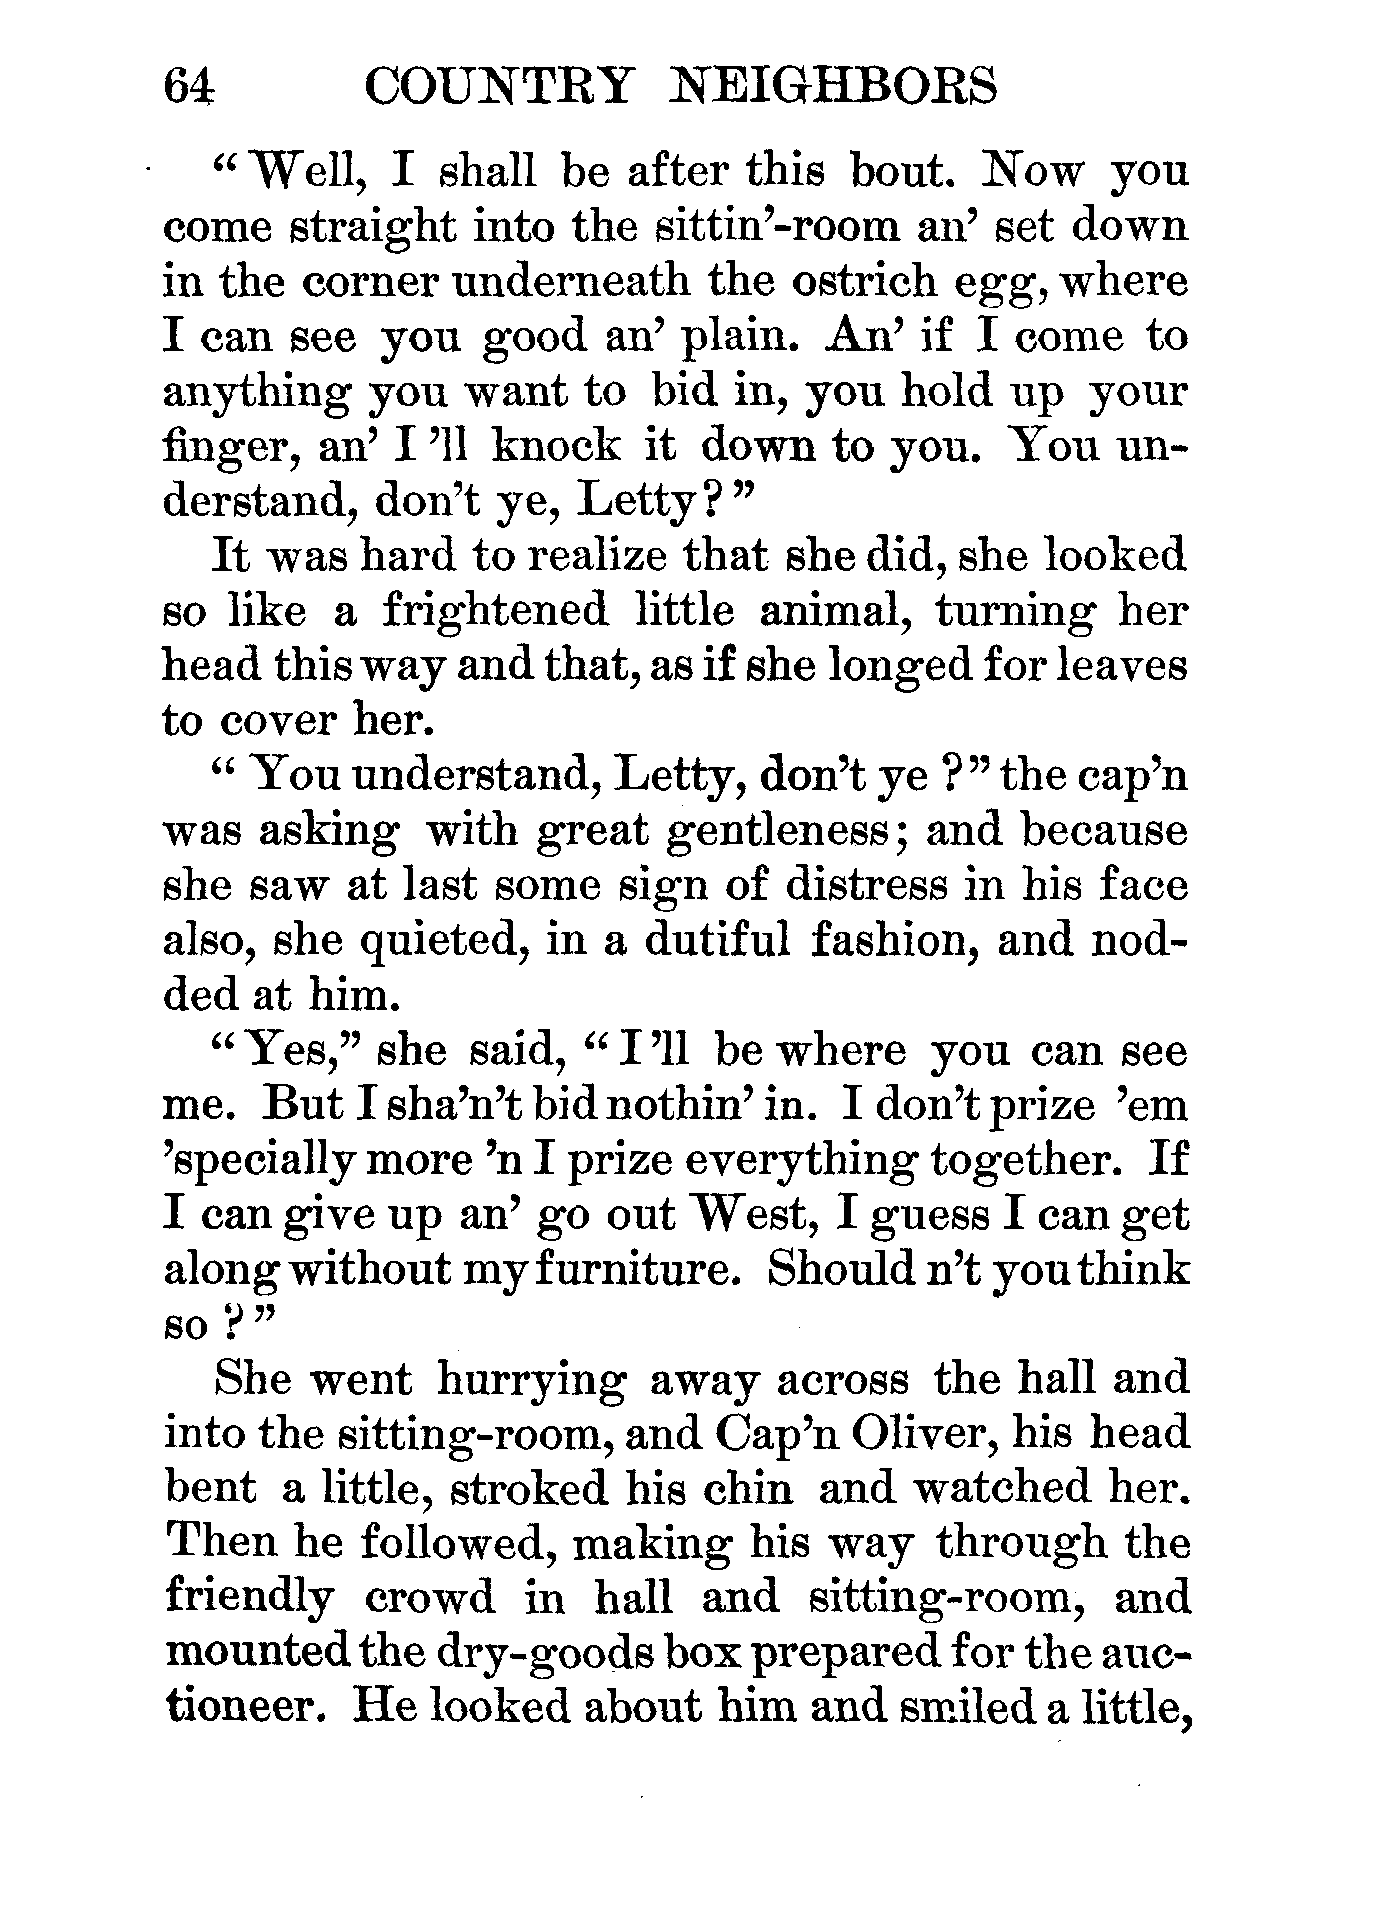 64 COUNTRY NEIGHBORS
“Well, I shall be after this bout. Now you
come straight into the sittin’-room an’ set down
in the corner underneath the ostrich egg, where
I can see you good an’ plain. An’ if I come to
anything you want to bid in, you hold up your
finger, an’ I ’ll knock it down to you. You un-
derstand, don’t ye, Letty?”
It was hard to realize that she did, she looked
so like a frightened little animal, turning her
head this way and that, as if she longed for leaves
to cover her.
“You understand, Letty, don’t ye?” the cap’n
was asking with great gentleness; and because
she saw at last some sign of distress in his face
also, she quieted, in a dutiful fashion, and nod-
ded at him.
“Yes,” she said, “I ’ll be where you can see
me. But I sha’n’t bid nothin’ in. I don’t prize ’em
’specially more ’n I prize everything together. If
I can give up an’ go out West, I guess I can get
along without my furniture. Should n’t you think
so?”
She went hurrying away across the hall and
into the sitting-room, and Cap’n Oliver, his head
bent a little, stroked his chin and watched her.
Then he followed, making his way through the
friendly crowd in hall and sitting-room, and
mounted the dry-goods box prepared for the auc-
tioneer. He looked about him and smiled a little,